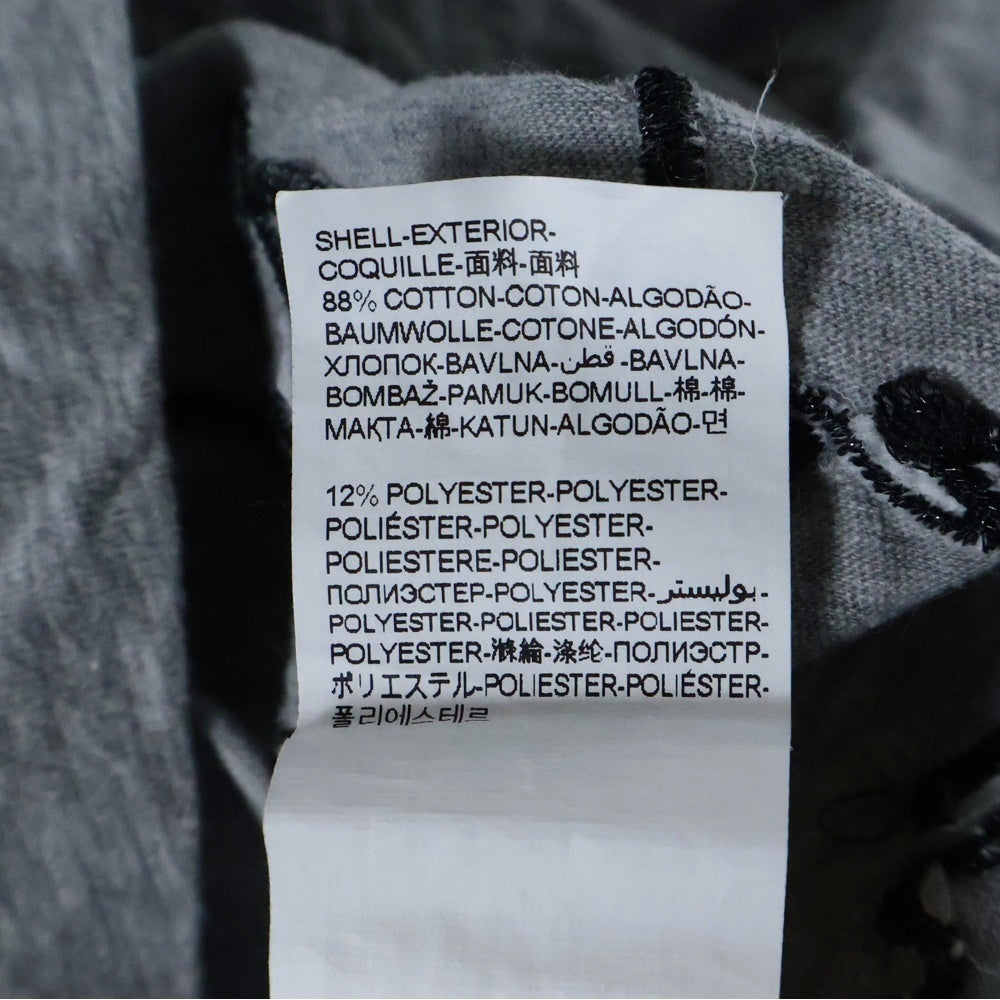 SHELL-EXTERIOR-
COQUILLE-面料-面料
88% COTTON-COTON-ALGODÃO-
BAUMWOLLE-COTONE-ALGODÓN-
ХЛОПОК-BAVLNA-قطن-BAVLNA-
BOMBAŽ-PAMUK-BOMULL-棉-棉-
МАҚТА-綿-KATUN-ALGODÃO-면
12% POLYESTER-POLYESTER-
POLIÉSTER-POLYESTER-
POLIESTERE-POLIESTER-
ПОЛИЭСТЕР-POLYESTER-بوليستر-
POLYESTER-POLIESTER-POLIESTER-
POLYESTER-滌綸-涤纶-ПОЛИЭСТР-
ポリエステル-POLIESTER-POLIÉSTER-
폴리에스테르